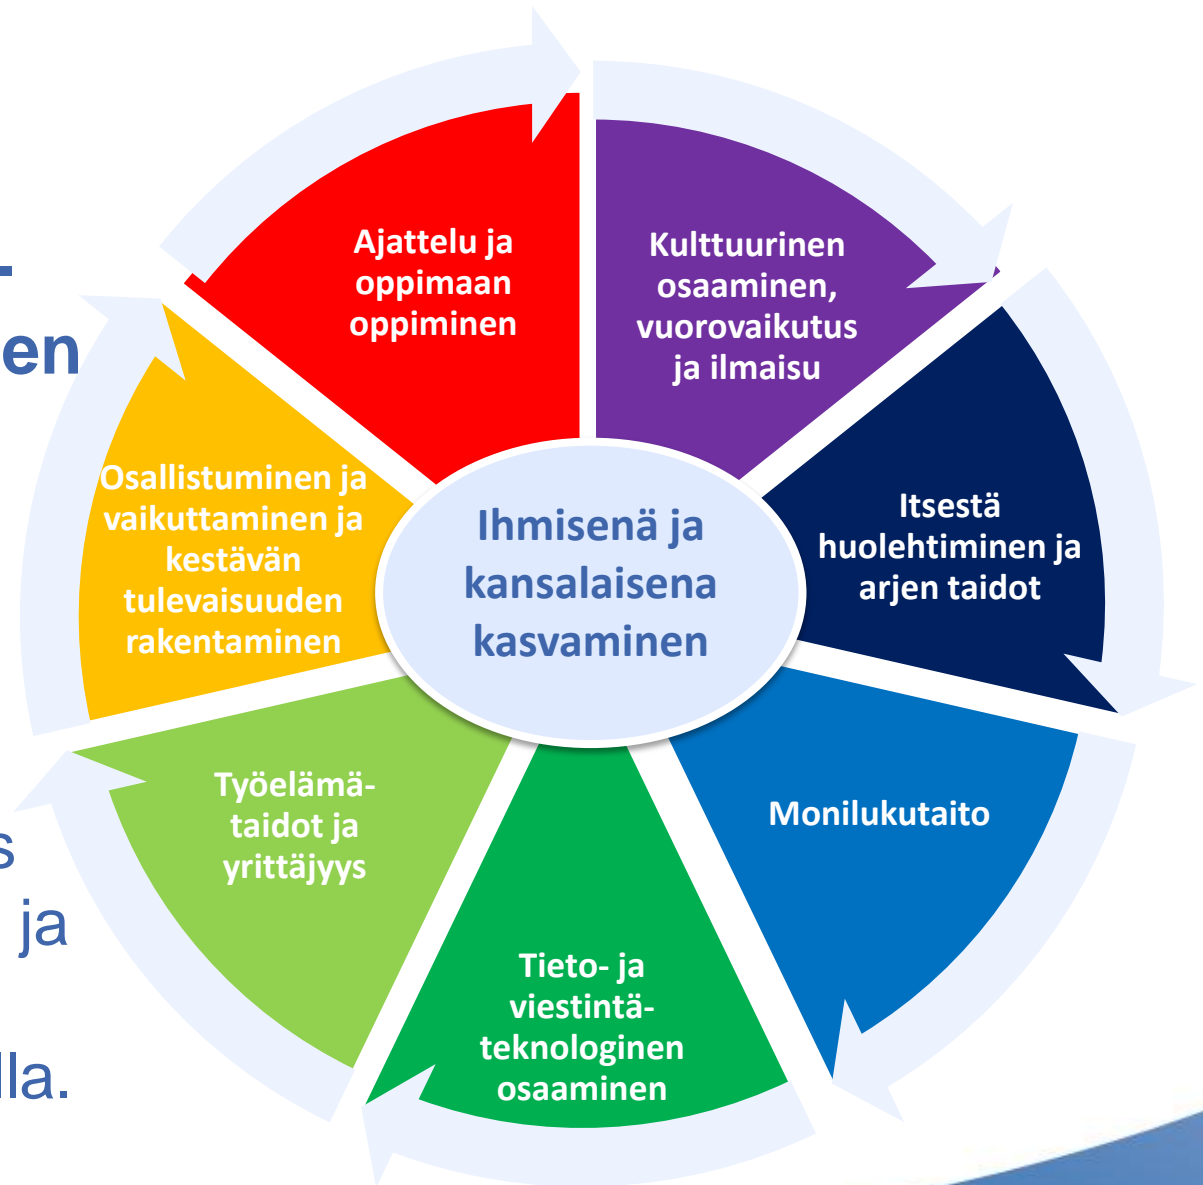 en
s
ja
lla.
Ajattelu ja
oppimaan
oppiminen
Kulttuurinen
osaaminen,
vuorovaikutus
ja ilmaisu
Itsestä
huolehtiminen ja
arjen taidot
Monilukutaito
Tieto- ja
viestintä-
teknologinen
osaaminen
Työelämä-
taidot ja
yrittäjyys
Osallistuminen ja
vaikuttaminen ja
kestävän
tulevaisuuden
rakentaminen
Ihmisenä ja
kansalaisena
kasvaminen